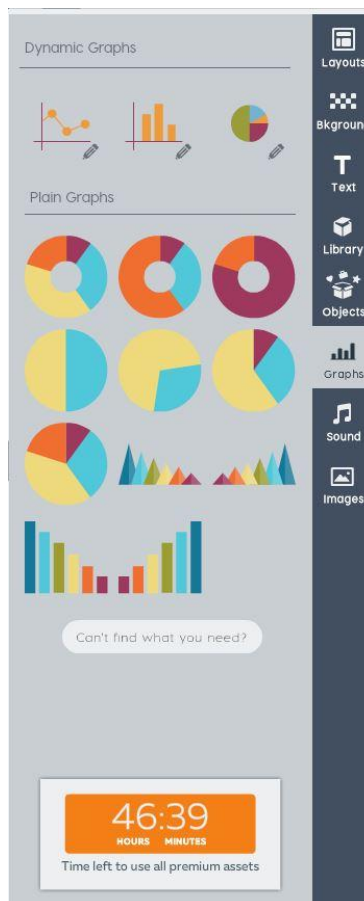 Dynamic Graphs
Plain Graphs
Can't find what you need?
46:39
HOURS MINUTES
Time left to use all premium assets
Layouts
Bkground
Text
Library
Objects
Graphs
Sound
Images